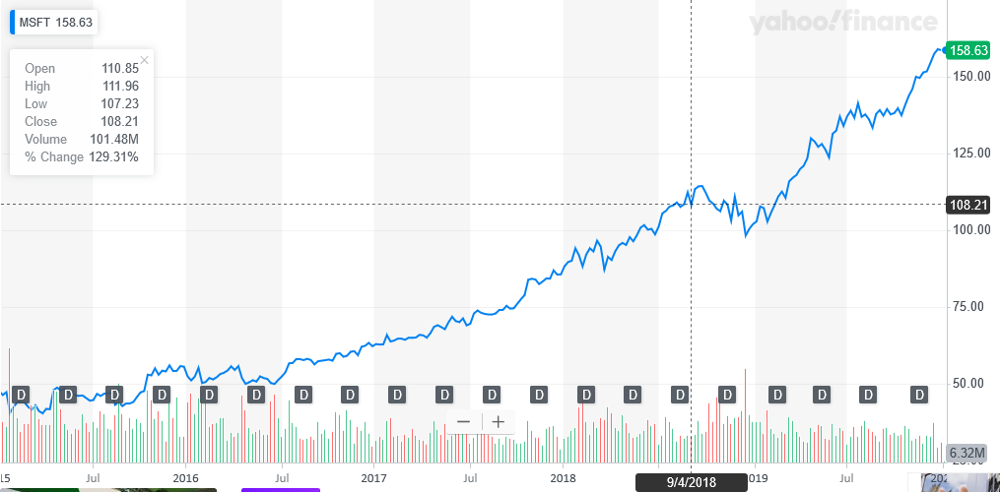 MSFT 158.63
yahoo!finance
Open 110.85
High 111.96
Low 107.23
Close 108.21
Volume 101.48M
% Change 129.31%
158.63
150.00
125.00
108.21
100.00
75.00
50.00
D D D D D D D D D D D D D D D D D D D D
6.32M
15 Jul 2016 Jul 2017 Jul 2018 9/4/2018 2019 Jul 202